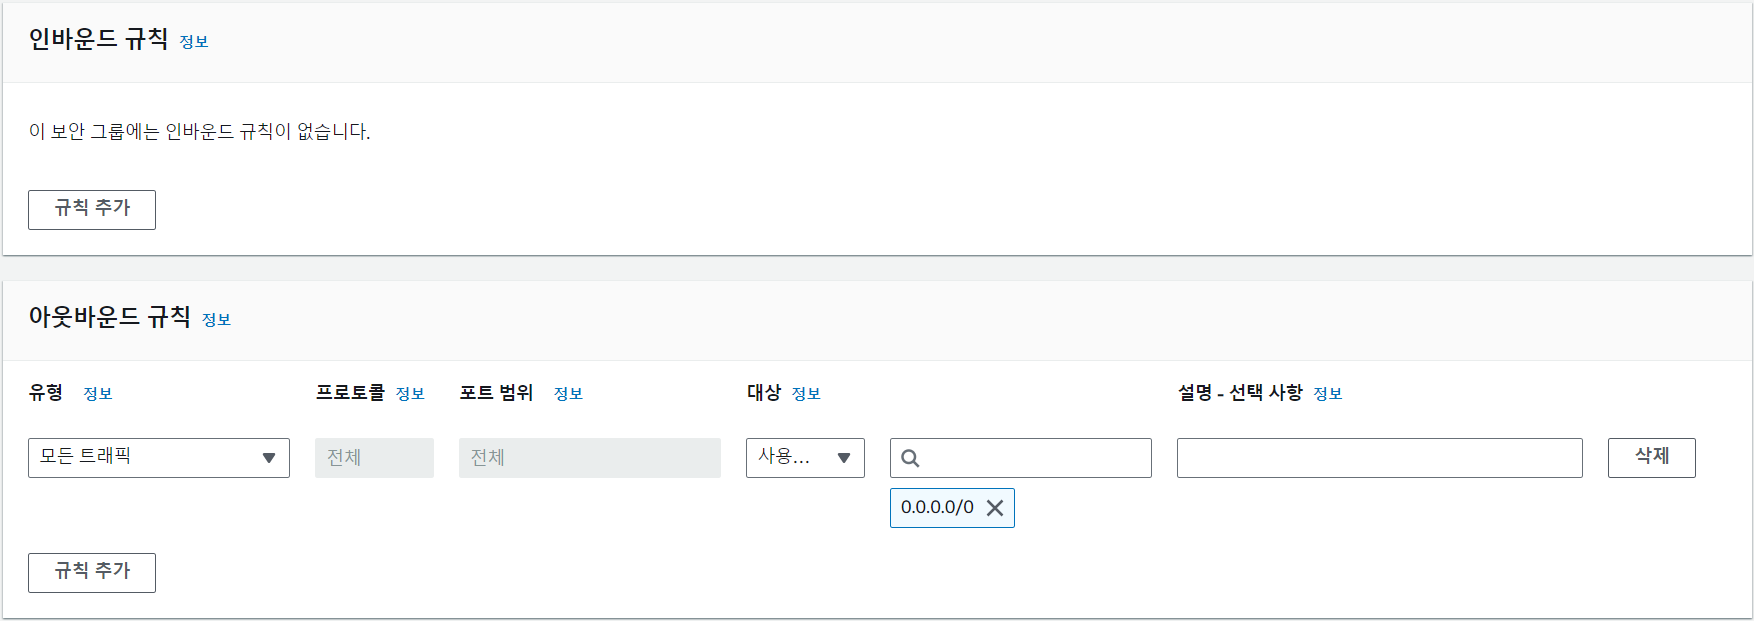 인바운드 규칙 정보
이 보안 그룹에는 인바운드 규칙이 없습니다.
규칙 추가
아웃바운드 규칙 정보
유형 정보 프로토콜 정보 포트 범위 정보 대상 정보 설명 - 선택 사항 정보
모든 트래픽 전체 전체 사용... 삭제
0.0.0.0/0
규칙 추가